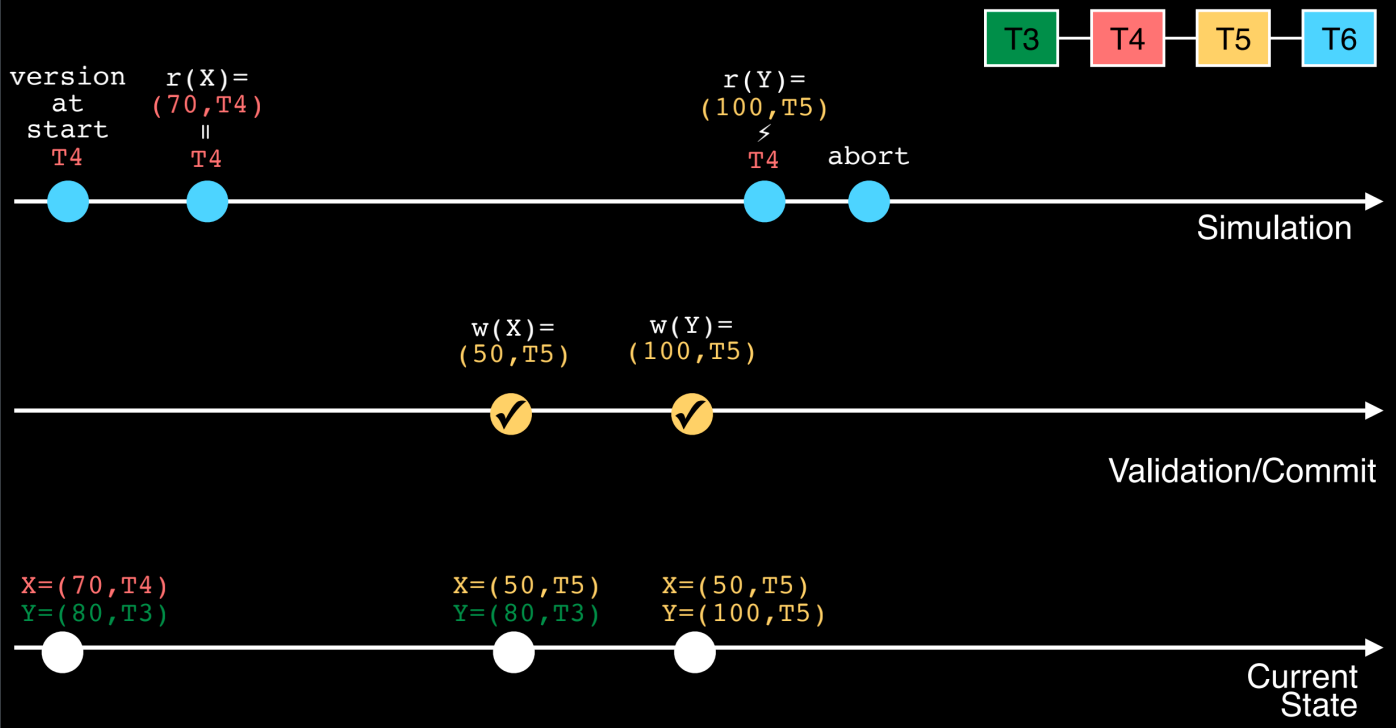 T3 T4 T5 T6
version
at
start
T4
r(X)=
(70,T4)
=
T4
r(Y)=
(100,T5)
⚡
T4
abort
Simulation
w(X)=
(50,T5)
w(Y)=
(100,T5)
Validation/Commit
X=(70,T4)
Y=(80,T3)
X=(50,T5)
Y=(80,T3)
X=(50,T5)
Y=(100,T5)
Current
State